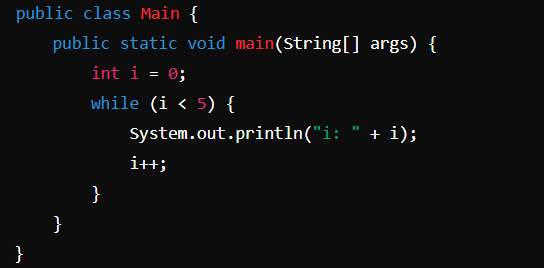 public class Main {
    public static void main(String[] args) {
        int i = 0;
        while (i < 5) {
            System.out.println("i: " + i);
            i++;
        }
    }
}